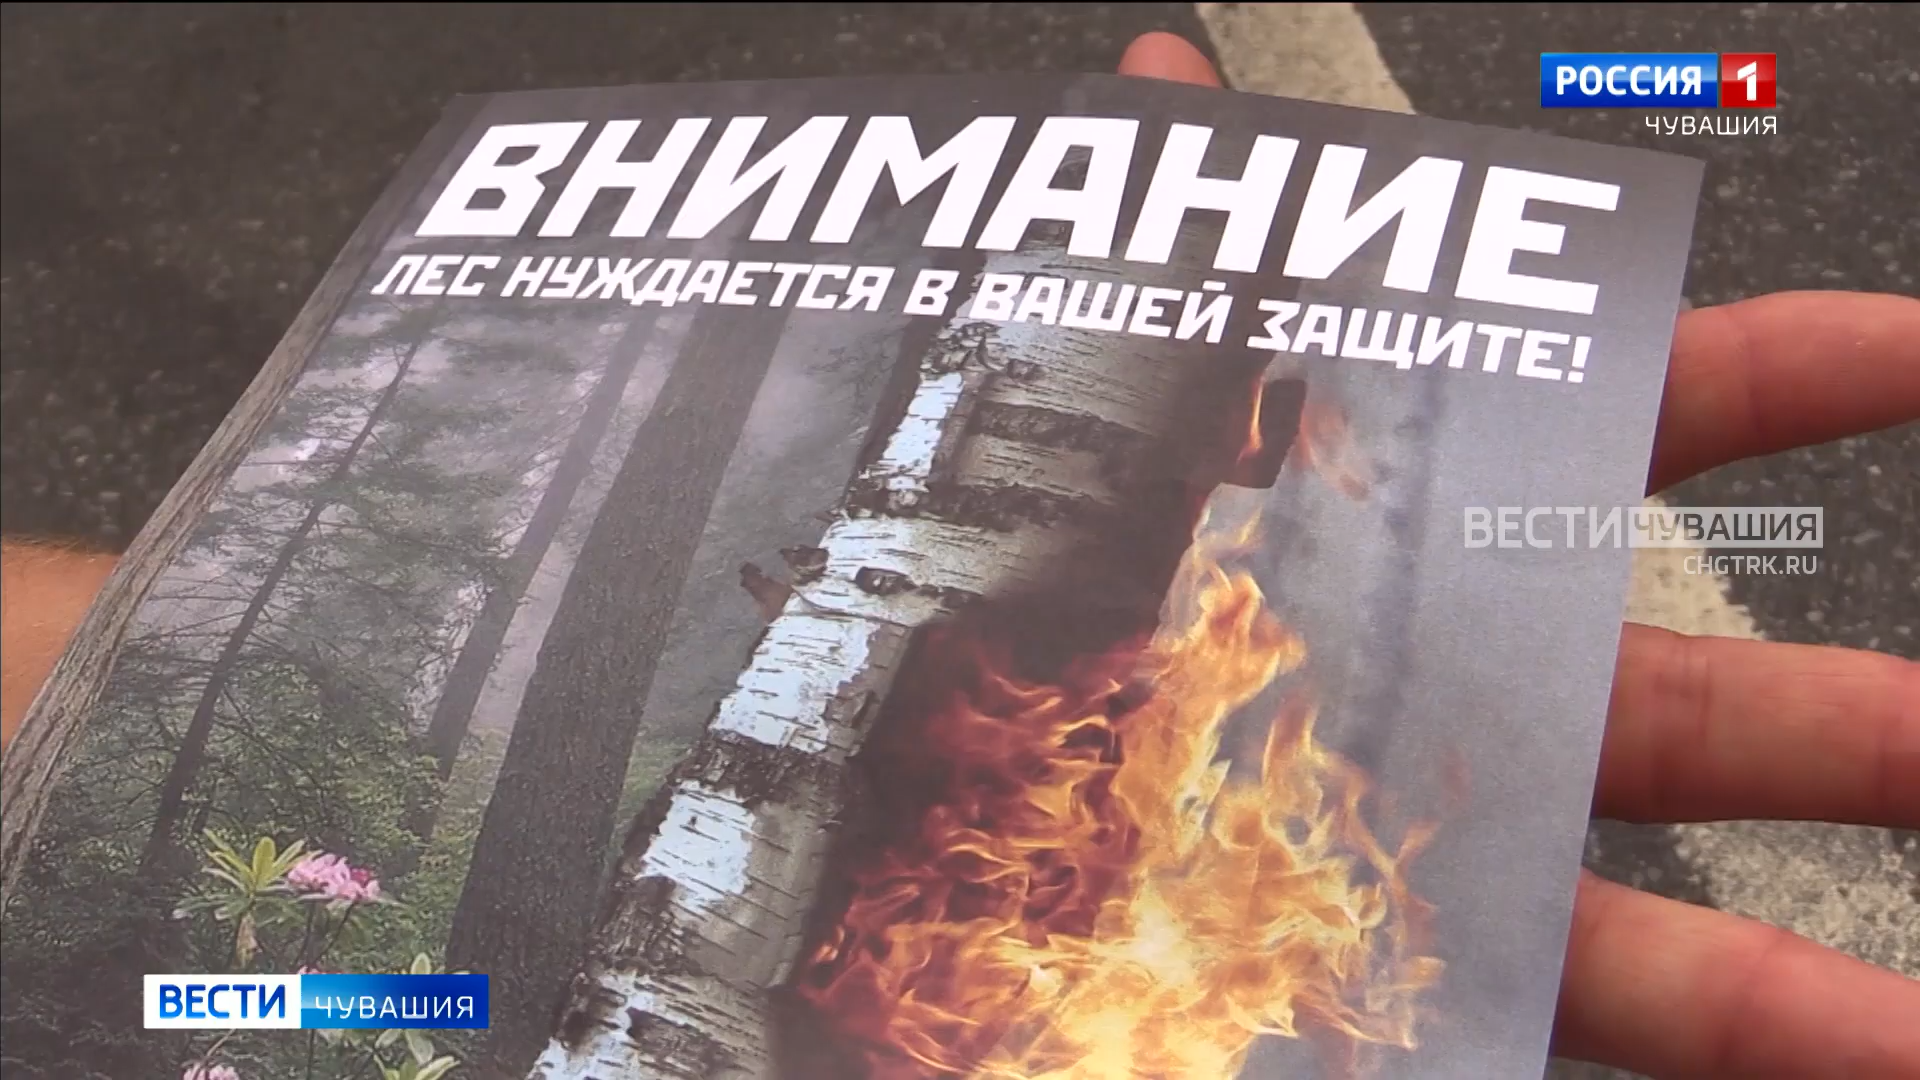 РОССИЯ 1
ЧУВАШИЯ
ВНИМАНИЕ
ЛЕС НУЖДАЕТСЯ В ВАШЕЙ ЗАЩИТЕ!
ВЕСТИ ЧУВАШИЯ
CHGTRK.RU
ВЕСТИ ЧУВАШИЯ